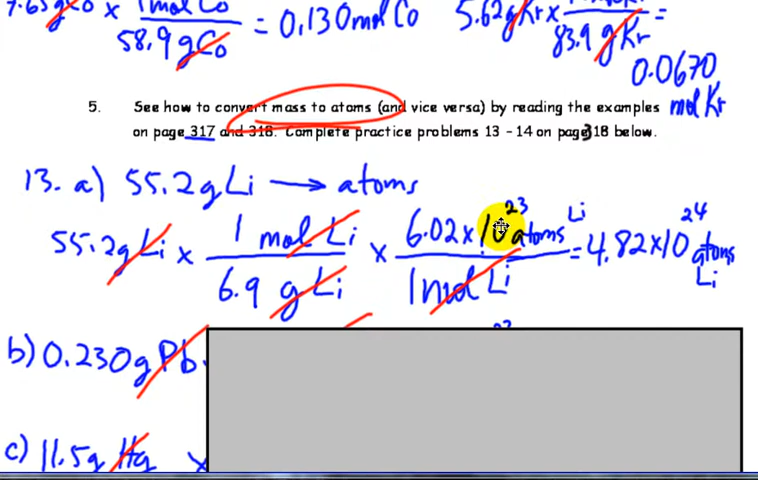 7.65 g Co × 1 mol Co / 58.9 g Co = 0.130 mol Co
5.62 g Kr × / 83.9 g Kr = 0.0670 mol Kr
5. See how to convert mass to atoms (and vice versa) by reading the examples
on page 317 and 318. Complete practice problems 13 - 14 on page 318 below.
13. a) 55.2 g Li → atoms
55.2 g Li × 1 mol Li / 6.9 g Li × 6.02 × 10^23 atoms Li / 1 mol Li = 4.82 × 10^24 atoms Li
b) 0.230 g Pb
c) 11.5 g Hg ×